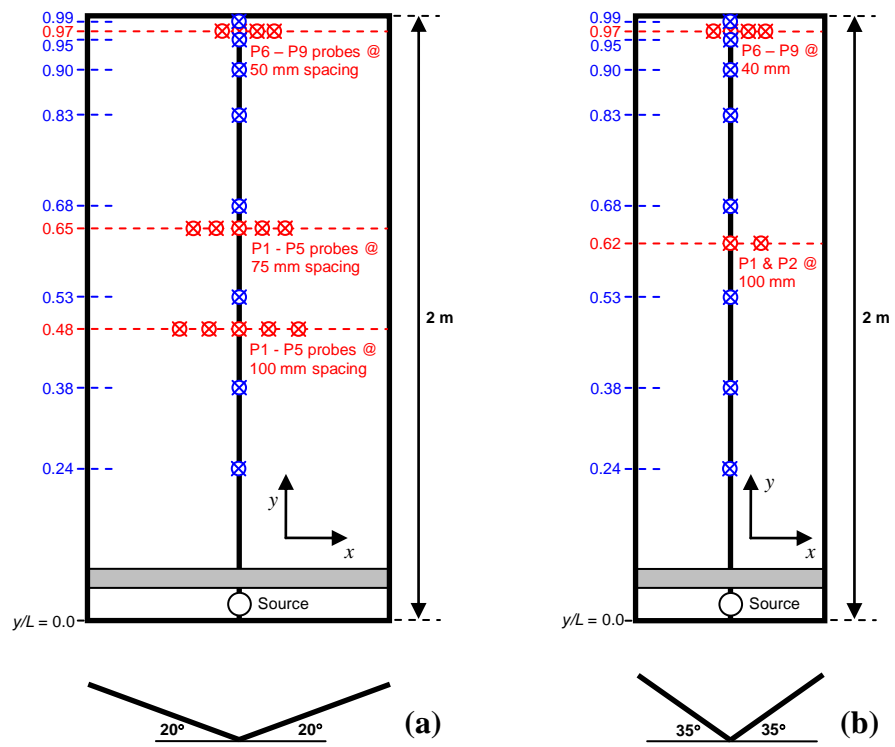 0.99
0.97
0.95
P6 – P9 probes @
50 mm spacing
0.90
0.83
0.68
0.65
P1 - P5 probes @
75 mm spacing
0.53
0.48
P1 - P5 probes @
100 mm spacing
0.38
0.24
y
x
Source
y/L = 0.0
2 m
20º
20º
(a)
0.99
0.97
0.95
P6 – P9 @
40 mm
0.90
0.83
0.68
0.62
P1 & P2 @
100 mm
0.53
0.38
0.24
y
x
Source
y/L = 0.0
2 m
35º
35º
(b)